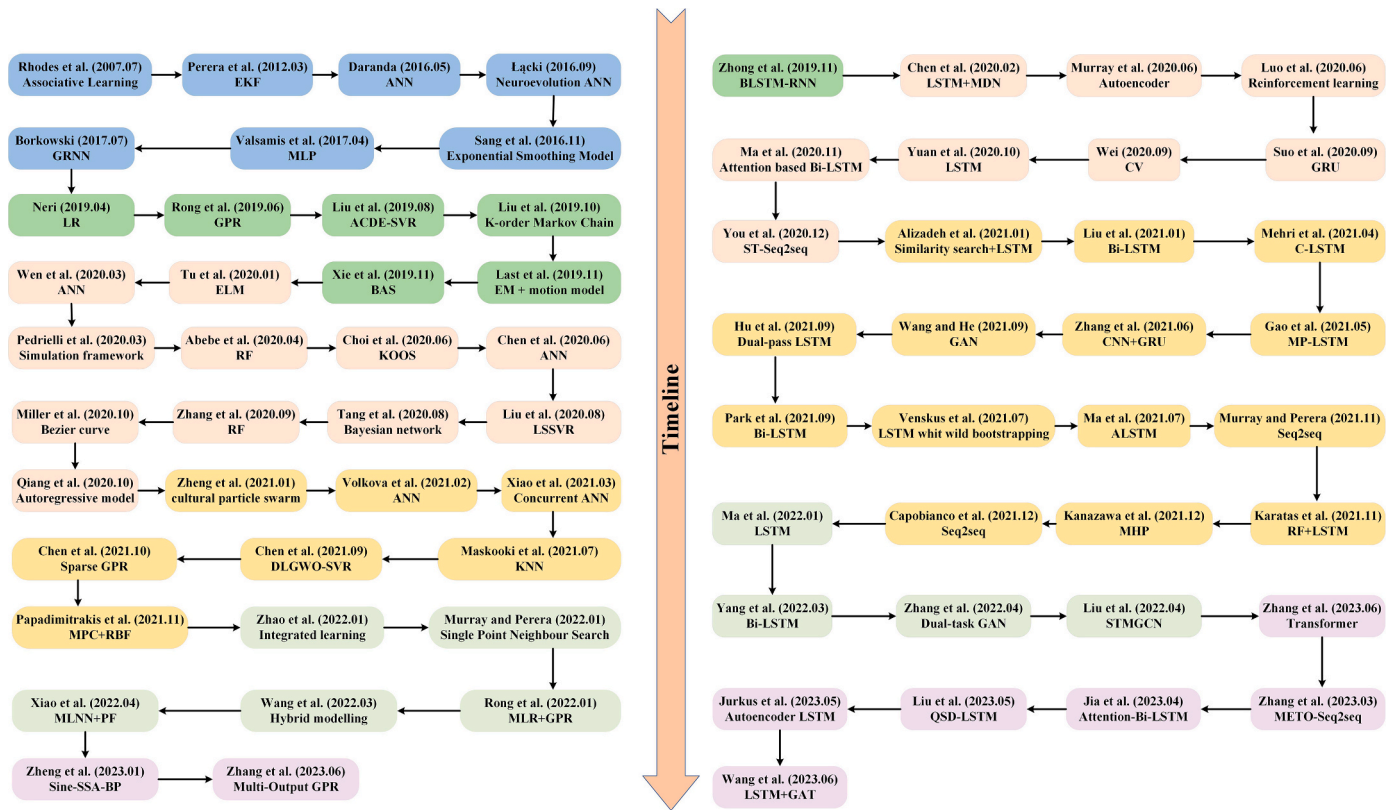 Rhodes et al. (2007.07)
Associative Learning
Perera et al. (2012.03)
EKF
Daranda (2016.05)
ANN
Łącki (2016.09)
Neuroevolution ANN
Sang et al. (2016.11)
Exponential Smoothing Model
Valsamis et al. (2017.04)
MLP
Borkowski (2017.07)
GRNN
Neri (2019.04)
LR
Rong et al. (2019.06)
GPR
Liu et al. (2019.08)
ACDE-SVR
Liu et al. (2019.10)
K-order Markov Chain
Last et al. (2019.11)
EM + motion model
Xie et al. (2019.11)
BAS
Tu et al. (2020.01)
ELM
Wen et al. (2020.03)
ANN
Pedrielli et al. (2020.03)
Simulation framework
Abebe et al. (2020.04)
RF
Choi et al. (2020.06)
KOOS
Chen et al. (2020.06)
ANN
Liu et al. (2020.08)
LSSVR
Tang et al. (2020.08)
Bayesian network
Zhang et al. (2020.09)
RF
Miller et al. (2020.10)
Bezier curve
Qiang et al. (2020.10)
Autoregressive model
Zheng et al. (2021.01)
cultural particle swarm
Volkova et al. (2021.02)
ANN
Xiao et al. (2021.03)
Concurrent ANN
Maskooki et al. (2021.07)
KNN
Chen et al. (2021.09)
DLGWO-SVR
Chen et al. (2021.10)
Sparse GPR
Papadimitrakis et al. (2021.11)
MPC+RBF
Zhao et al. (2022.01)
Integrated learning
Murray and Perera (2022.01)
Single Point Neighbour Search
Rong et al. (2022.01)
MLR+GPR
Wang et al. (2022.03)
Hybrid modelling
Xiao et al. (2022.04)
MLNN+PF
Zheng et al. (2023.01)
Sine-SSA-BP
Zhang et al. (2023.06)
Multi-Output GPR
Timeline
Zhong et al. (2019.11)
BLSTM-RNN
Chen et al. (2020.02)
LSTM+MDN
Murray et al. (2020.06)
Autoencoder
Luo et al. (2020.06)
Reinforcement learning
Suo et al. (2020.09)
GRU
Wei (2020.09)
CV
Yuan et al. (2020.10)
LSTM
Ma et al. (2020.11)
Attention based Bi-LSTM
You et al. (2020.12)
ST-Seq2seq
Alizadeh et al. (2021.01)
Similarity search+LSTM
Liu et al. (2021.01)
Bi-LSTM
Mehri et al. (2021.04)
C-LSTM
Gao et al. (2021.05)
MP-LSTM
Zhang et al. (2021.06)
CNN+GRU
Wang and He (2021.09)
GAN
Hu et al. (2021.09)
Dual-pass LSTM
Park et al. (2021.09)
Bi-LSTM
Venskus et al. (2021.07)
LSTM whit wild bootstrapping
Ma et al. (2021.07)
ALSTM
Murray and Perera (2021.11)
Seq2seq
Karatas et al. (2021.11)
RF+LSTM
Kanazawa et al. (2021.12)
MHP
Capobianco et al. (2021.12)
Seq2seq
Ma et al. (2022.01)
LSTM
Yang et al. (2022.03)
Bi-LSTM
Zhang et al. (2022.04)
Dual-task GAN
Liu et al. (2022.04)
STMGCN
Zhang et al. (2023.06)
Transformer
Zhang et al. (2023.03)
METO-Seq2seq
Jia et al. (2023.04)
Attention-Bi-LSTM
Liu et al. (2023.05)
QSD-LSTM
Jurkus et al. (2023.05)
Autoencoder LSTM
Wang et al. (2023.06)
LSTM+GAT